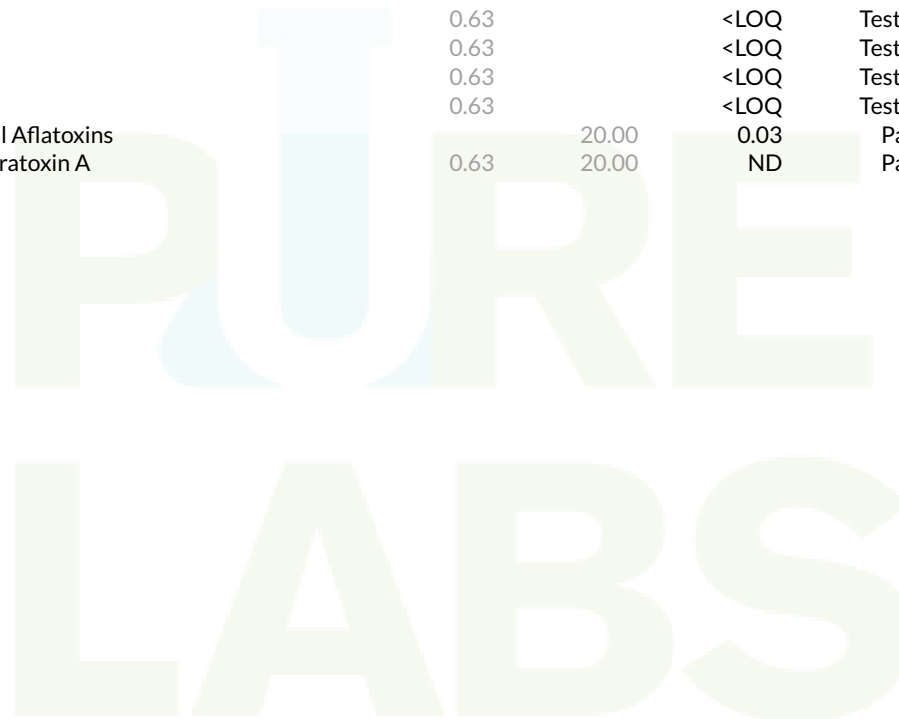 0.63 <LOQ Test
0.63 <LOQ Test
0.63 <LOQ Test
0.63 <LOQ Test
l Aflatoxins 20.00 0.03 Pa
ratoxin A 0.63 20.00 ND Pa
PURE
LABS